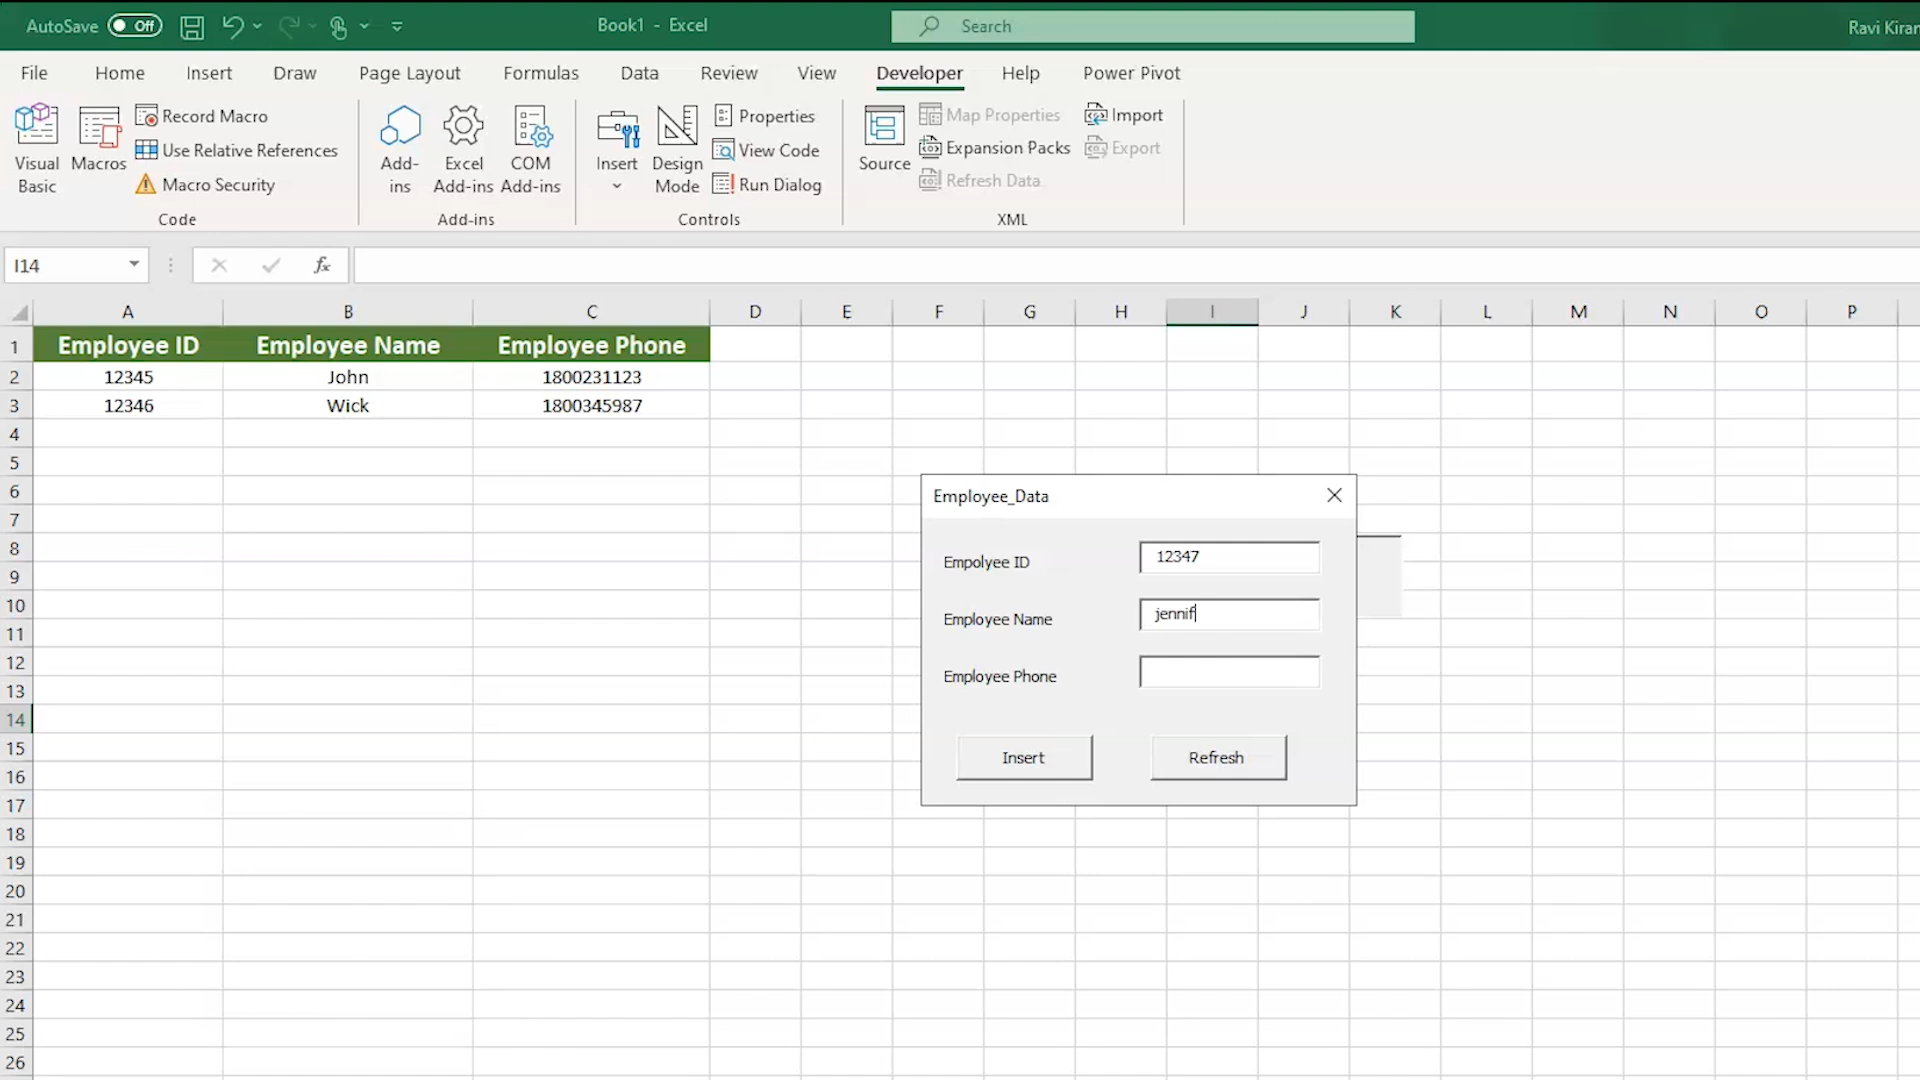 AutoSave Off Book1 - Excel Search Ravi Kiran
File Home Insert Draw Page Layout Formulas Data Review View Developer Help Power Pivot
Visual Basic
Macros
Record Macro
Use Relative References
Macro Security
Code
Add-ins
Excel Add-ins
COM Add-ins
Add-ins
Insert
Design Mode
Properties
View Code
Run Dialog
Controls
Source
Map Properties
Expansion Packs
Refresh Data
Import
Export
XML
I14 fx
A B C D E F G H I J K L M N O P
1 Employee ID Employee Name Employee Phone
2 12345 John 1800231123
3 12346 Wick 1800345987
4
5
6
7
8
9
10
11
12
13
14
15
16
17
18
19
20
21
22
23
24
25
26
Employee_Data
Empolyee ID 12347
Employee Name jennif
Employee Phone
Insert Refresh